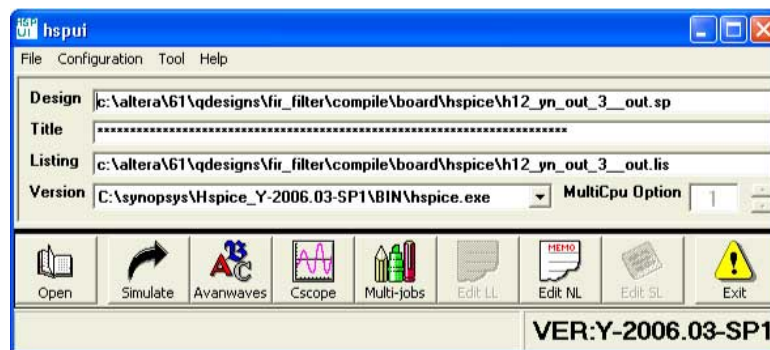 hspui
File Configuration Tool Help
Design c:\altera\61\qdesigns\fir_filter\compile\board\hspice\h12_yn_out_3__out.sp
Title *************************************************************************
Listing c:\altera\61\qdesigns\fir_filter\compile\board\hspice\h12_yn_out_3__out.lis
Version C:\synopsys\Hspice_Y-2006.03-SP1\BIN\hspice.exe MultiCpu Option 1
MEMO
Open Simulate Avanwaves Cscope Multi-jobs Edit LL Edit NL Edit SL Exit
VER:Y-2006.03-SP1